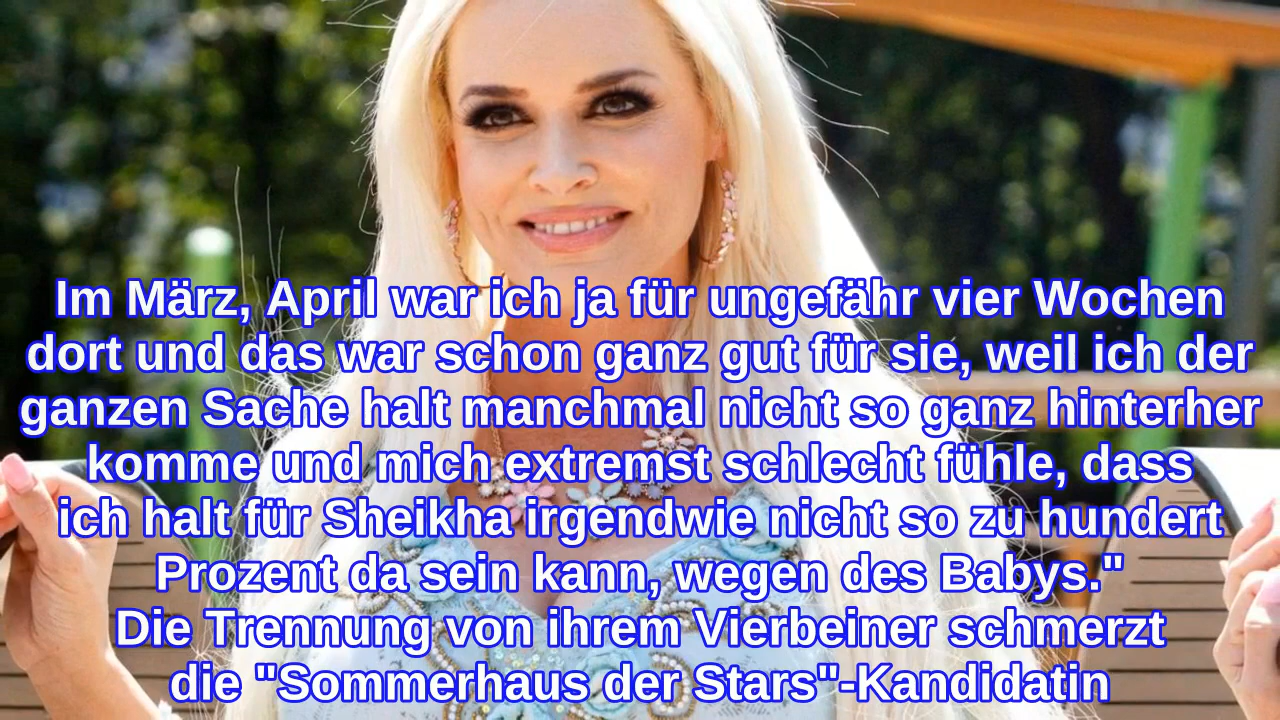 Im März, April war ich ja für ungefähr vier Wochen
dort und das war schon ganz gut für sie, weil ich der
ganzen Sache halt manchmal nicht so ganz hinterher
komme und mich extremst schlecht fühle, dass
ich halt für Sheikha irgendwie nicht so zu hundert
Prozent da sein kann, wegen des Babys."
Die Trennung von ihrem Vierbeiner schmerzt
die "Sommerhaus der Stars"-Kandidatin